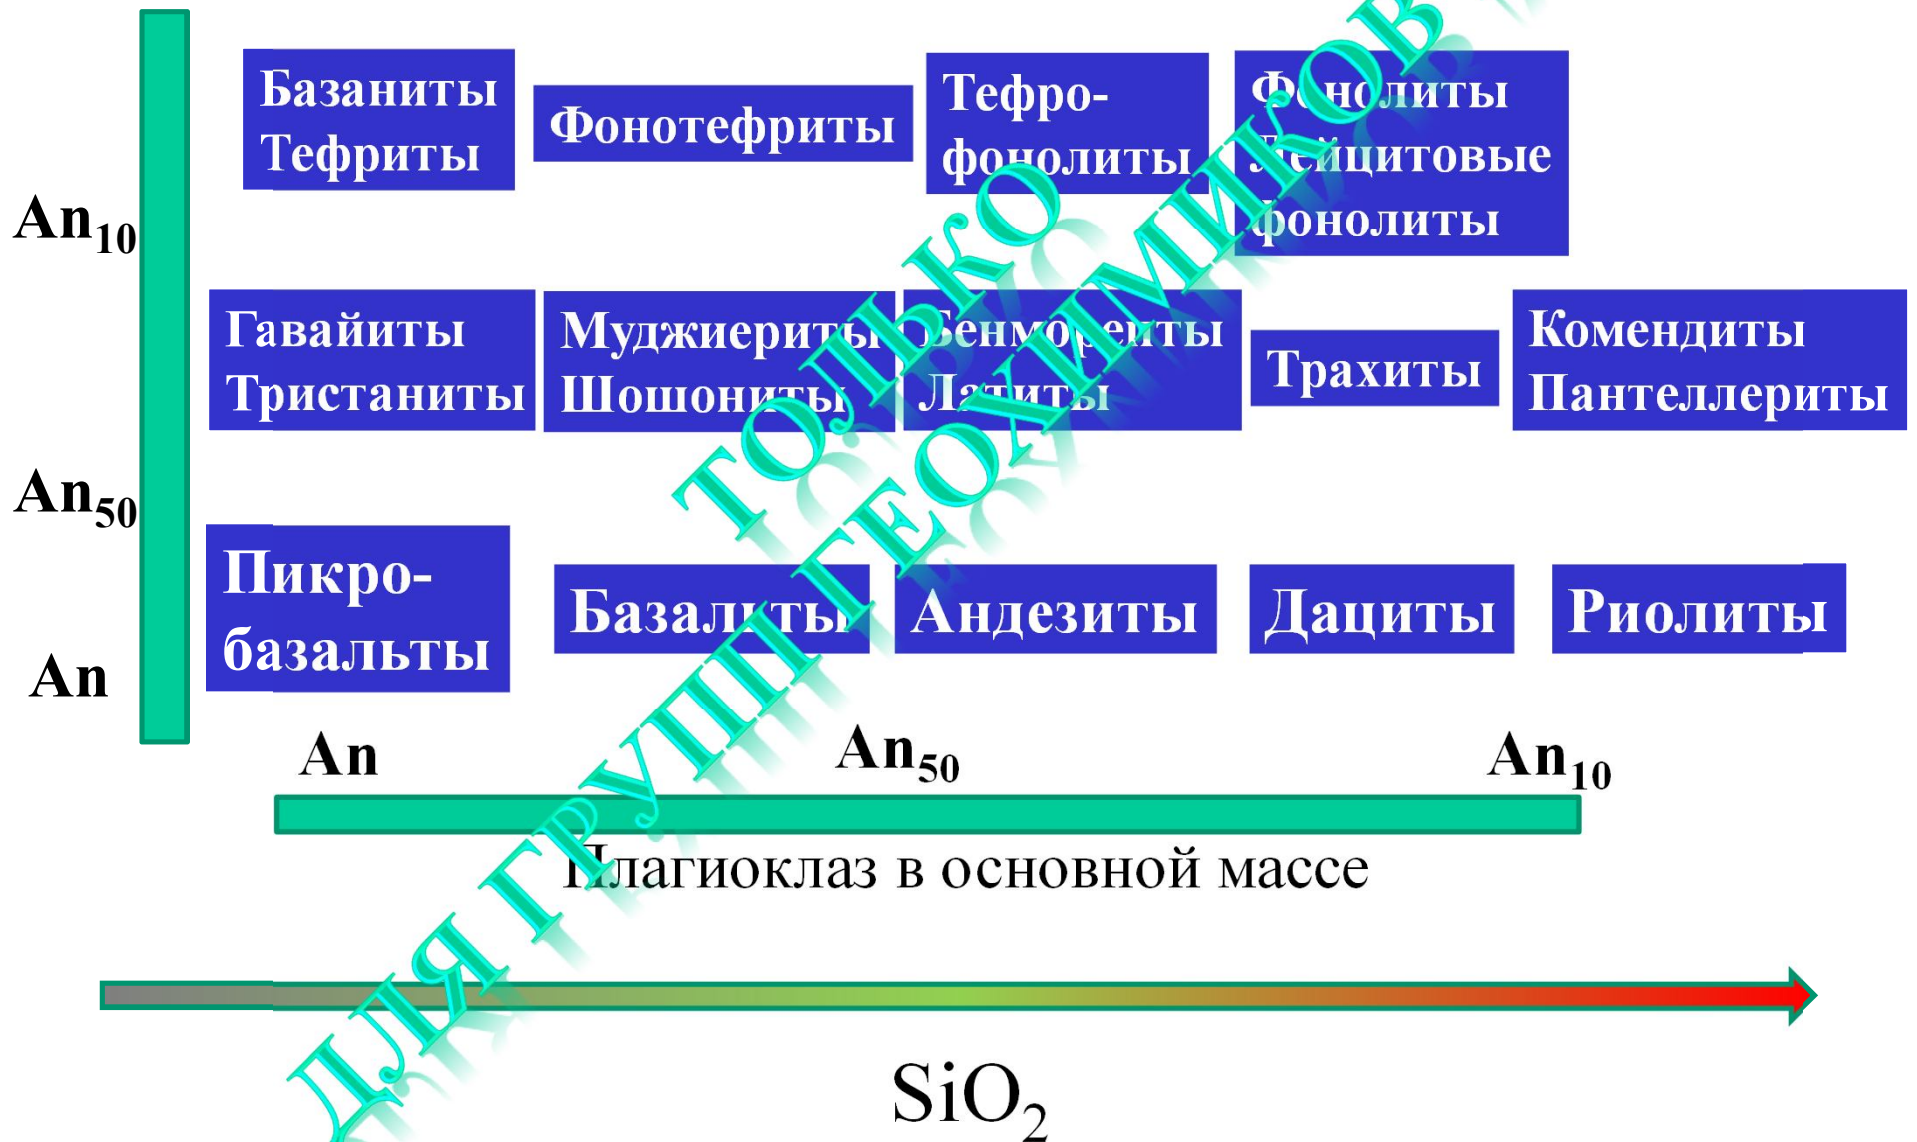 Базаниты
Тефриты
Фонотефриты
Тефро-
фонолиты
Фонолиты
Лейцитовые
фонолиты
An10
Гавайиты
Тристаниты
Муджиериты
Шошониты
Бенмореиты
Латиты
Трахиты
Комендиты
Пантеллериты
An50
Пикро-
базальты
Базальты
Андезиты
Дациты
Риолиты
An
An
An50
An10
Плагиоклаз в основной массе
SiO2
ТОЛЬКО
ДЛЯ ГРУПП ГЕОХИМИКОВ